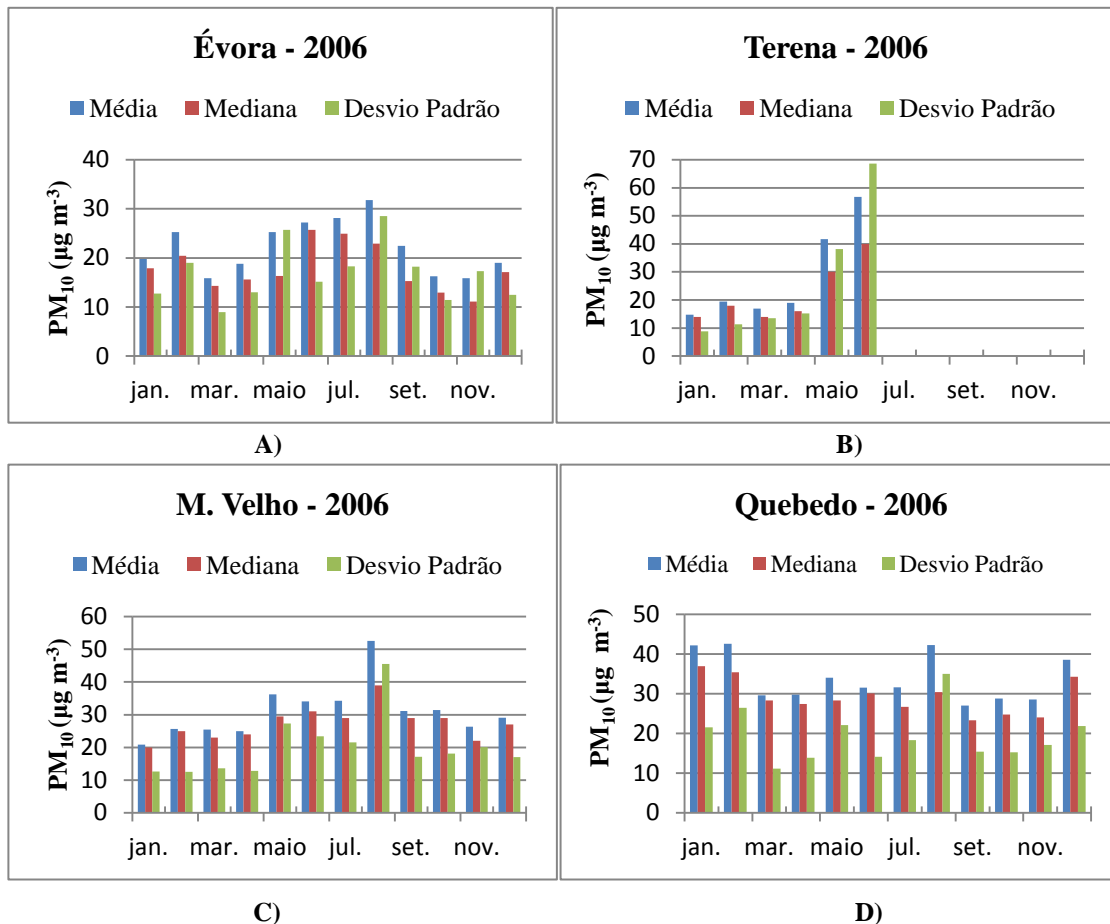 Évora - 2006
Média Mediana Desvio Padrão
PM10 (µg m-3)
40
30
20
10
0
jan. mar. maio jul. set. nov.
A)
Terena - 2006
Média Mediana Desvio Padrão
PM10 (µg m-3)
70
60
50
40
30
20
10
0
jan. mar. maio jul. set. nov.
B)
M. Velho - 2006
Média Mediana Desvio Padrão
PM10 (µg m-3)
60
50
40
30
20
10
0
jan. mar. maio jul. set. nov.
C)
Quebedo - 2006
Média Mediana Desvio Padrão
PM10 (µg m-3)
50
40
30
20
10
0
jan. mar. maio jul. set. nov.
D)